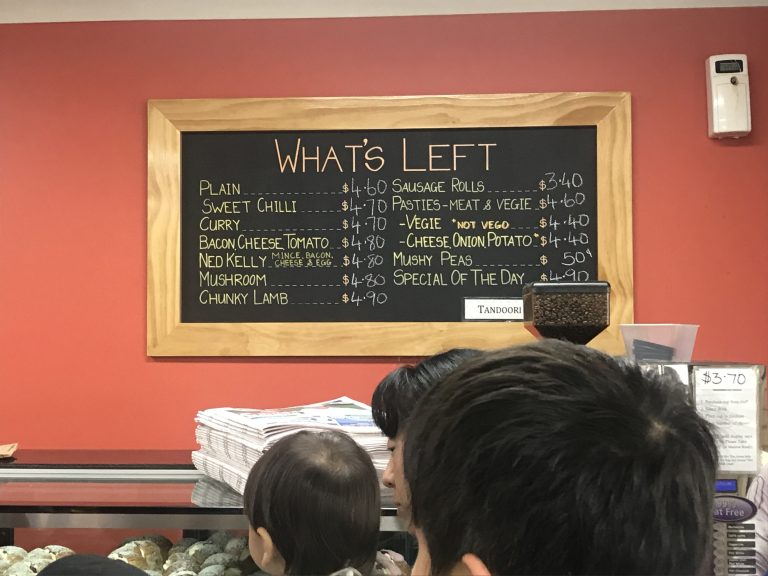 WHAT'S LEFT
PLAIN $4.60
SWEET CHILLI $4.70
CURRY $4.70
BACON, CHEESE, TOMATO $4.80
NED KELLY MINCE, BACON, CHEESE & EGG $4.80
MUSHROOM $4.80
CHUNKY LAMB $4.90
SAUSAGE ROLLS $3.40
PASTIES - MEAT & VEGIE $4.60
- VEGIE *NOT VEGO $4.40
- CHEESE, ONION, POTATO* $4.40
MUSHY PEAS $50¢
SPECIAL OF THE DAY $4.90
TANDOORI
$3.70
at Free